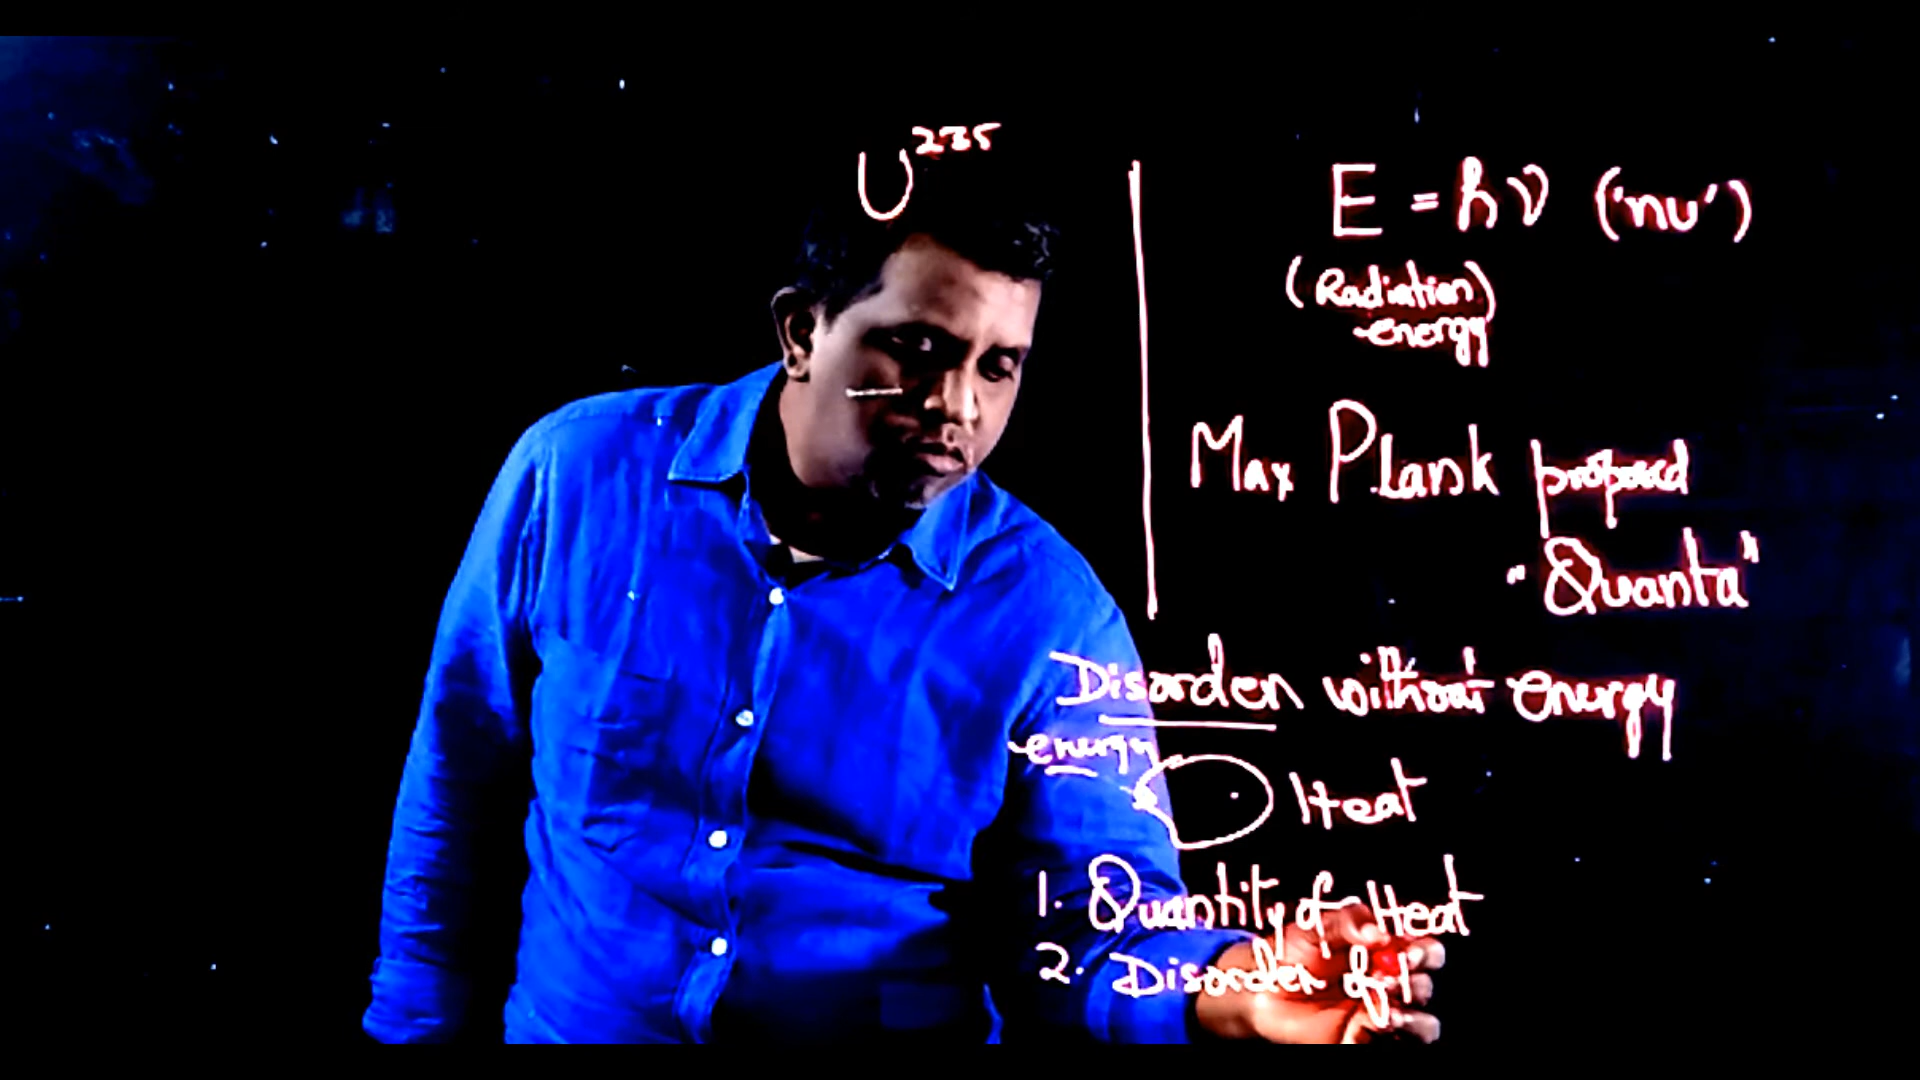 U²³⁵
E = hν ('nu')
(Radiation)
energy
Max Plank proposed
"Quanta"
Disorder without energy
energy
Heat
1. Quantity of Heat
2. Disorder of